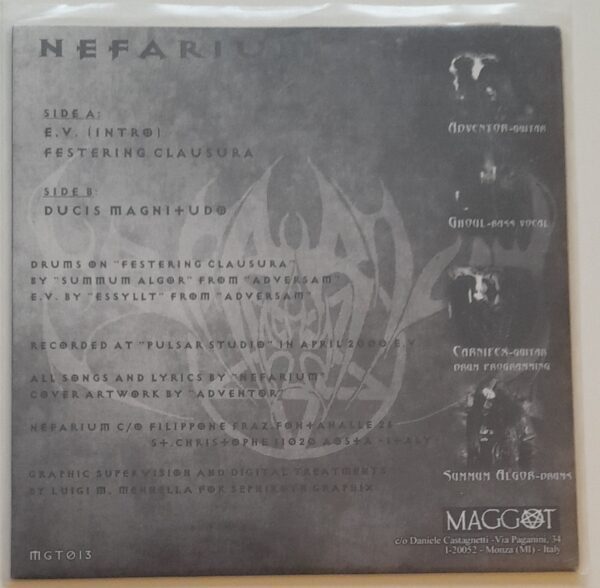 NEFARIUM
SIDE A:
E.V. (INTRO)
FESTERING CLAUSURA
SIDE B:
DUCIS MAGNITUDO
DRUMS ON "FESTERING CLAUSURA"
BY "SUMMUM ALGOR" FROM "ADVERSAM"
E.V. BY "ESSYLLT" FROM "ADVERSAM"
RECORDED AT "PULSAR STUDIO" IN APRIL 2000 E.V.
ALL SONGS AND LYRICS BY "NEFARIUM"
COVER ARTWORK BY "ADVENTOR"
NEFARIUM C/O FILIPPONE FRAZ.FONTANALLE 26
ST.CHRISTOPHE 11020 AOSTA -ITALY-
GRAPHIC SUPERVISION AND DIGITAL TREATMENTS
BY LUIGI M. MENNELLA FOR GRAPHIX
MGT013
ADVENTOR-GUITAR
GHOUL-BASS VOCAL
CARNIFEX-GUITAR
DRUM PROGRAMMING
SUMMUM ALGOR-DRUMS
MAGGOT
c/o Daniele Castagnetti -Via Paganini, 34
I-20052 - Monza (MI) - Italy